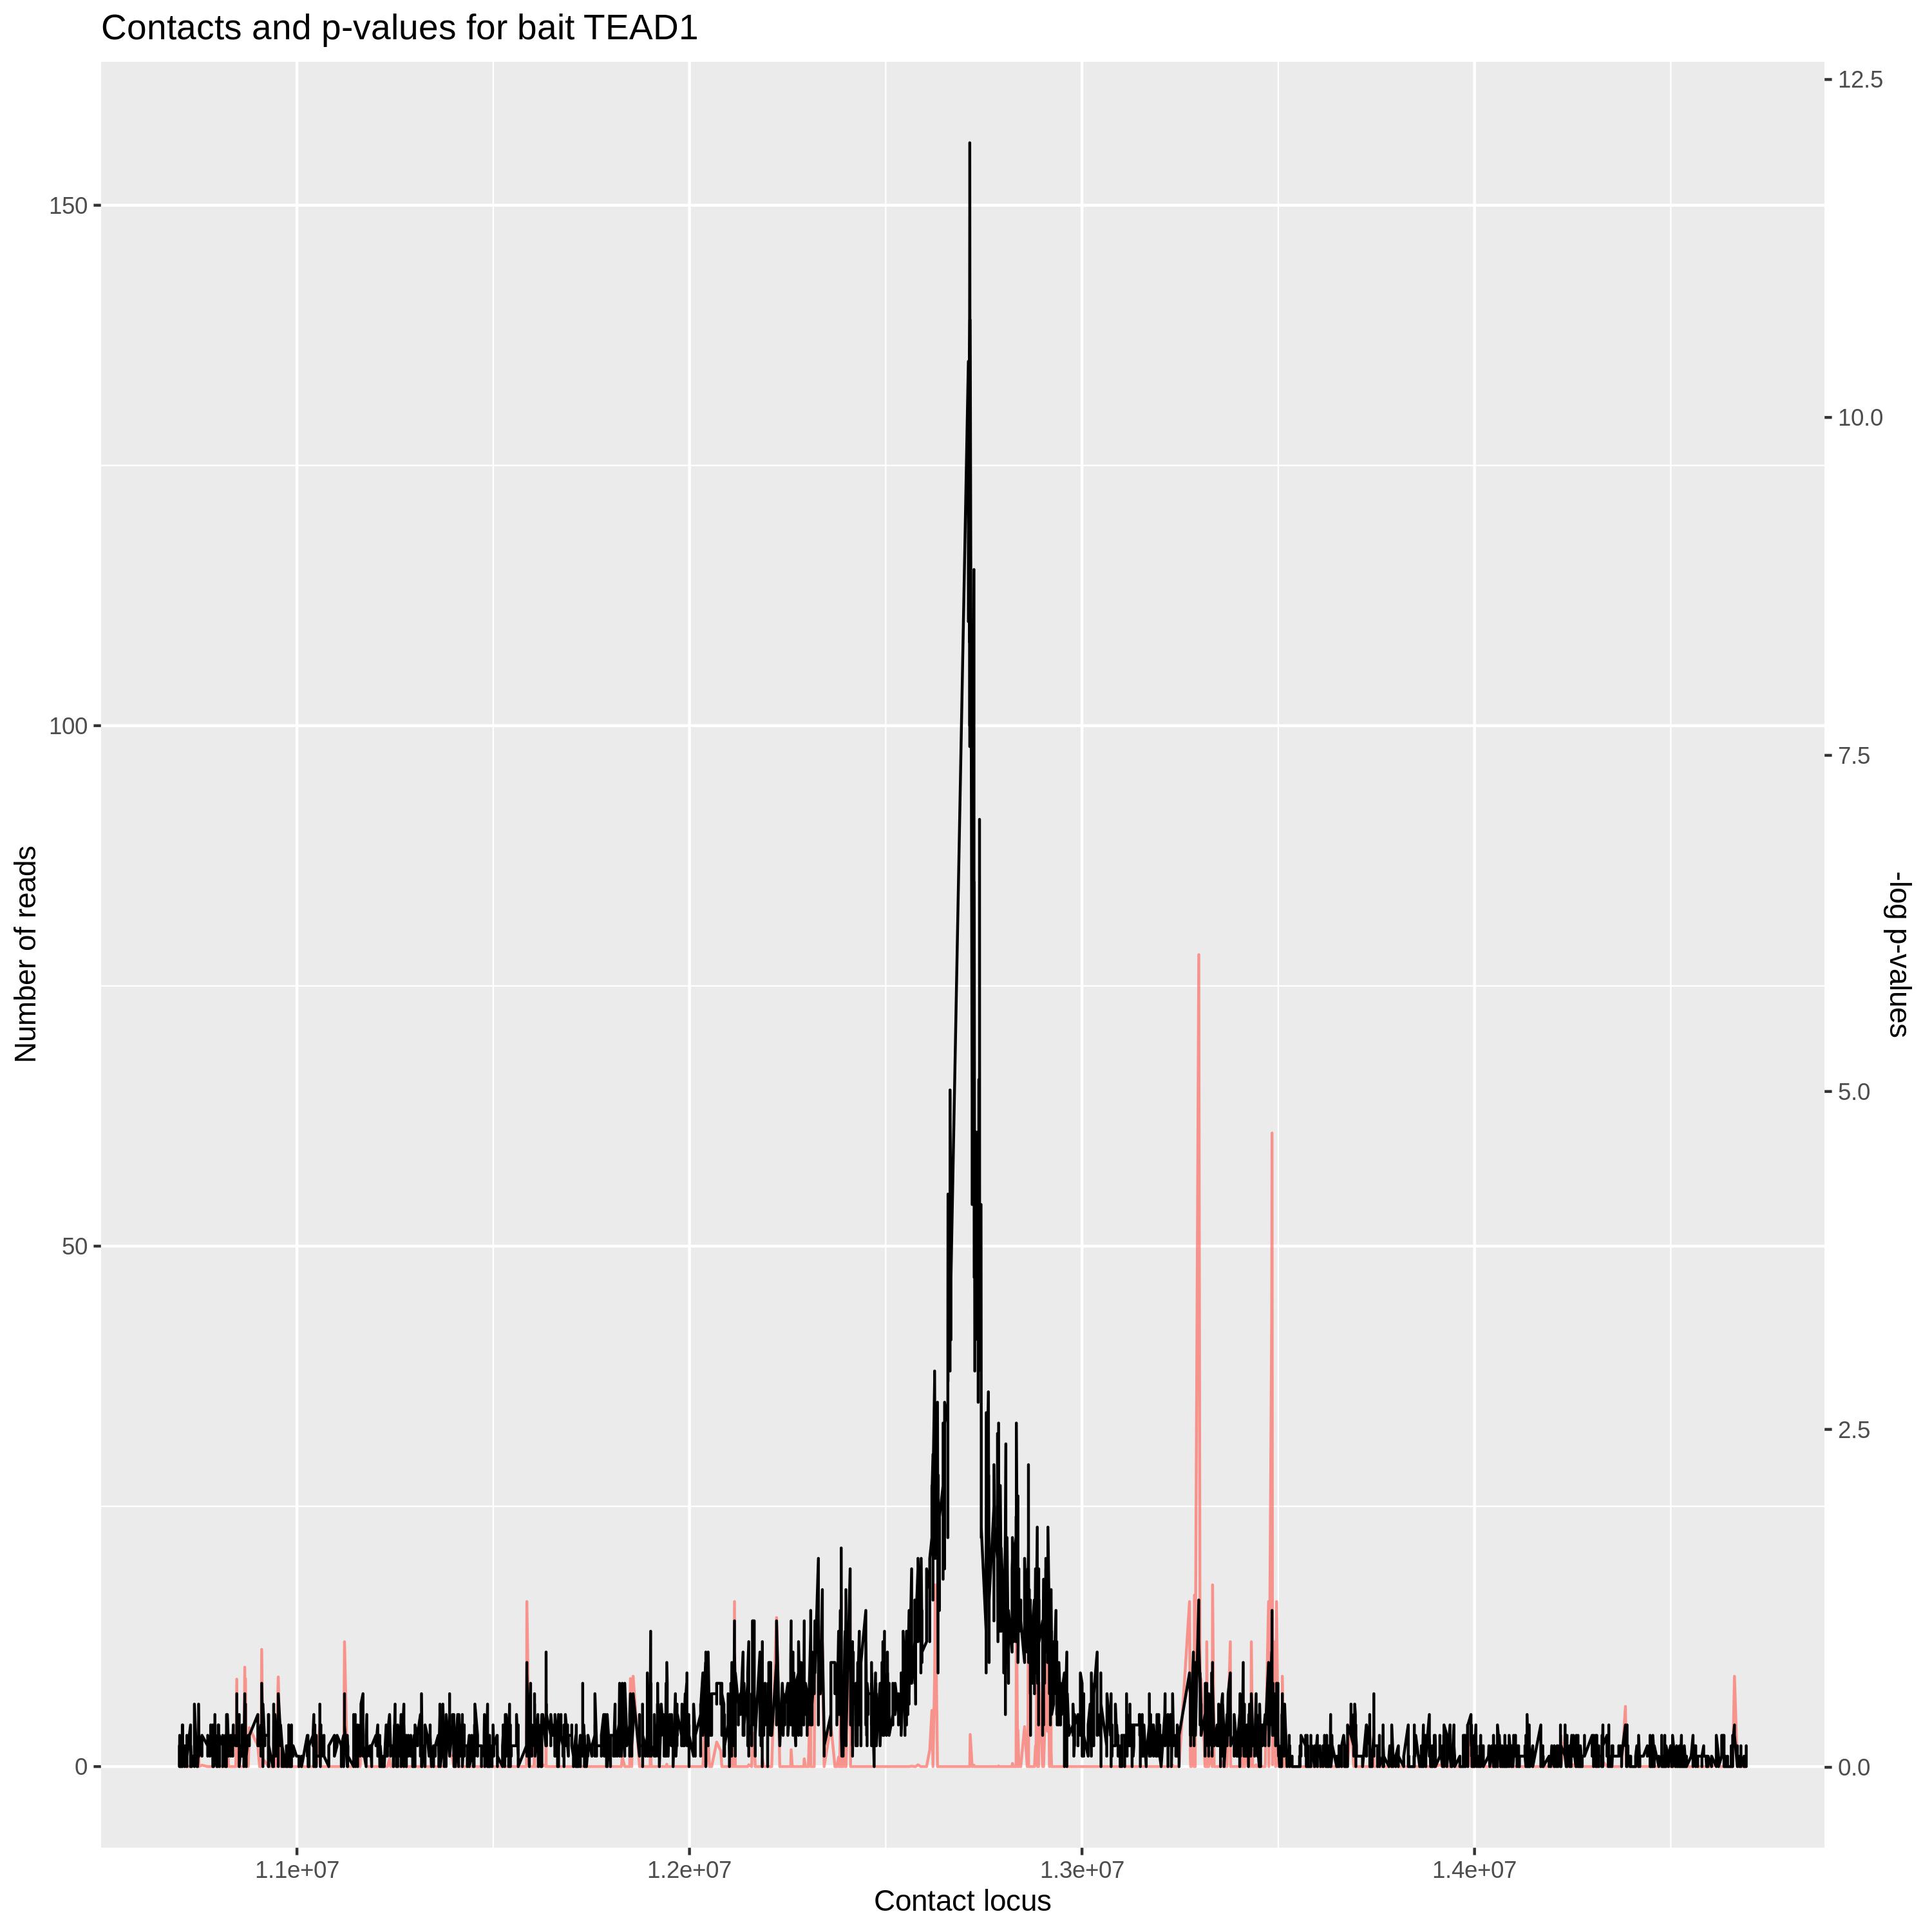 Contacts and p-values for bait TEAD1
12.5
150
10.0
100
7.5
Number of reads
-log p-values
5.0
50
2.5
0
0.0
1.1e+07 1.2e+07 1.3e+07 1.4e+07
Contact locus